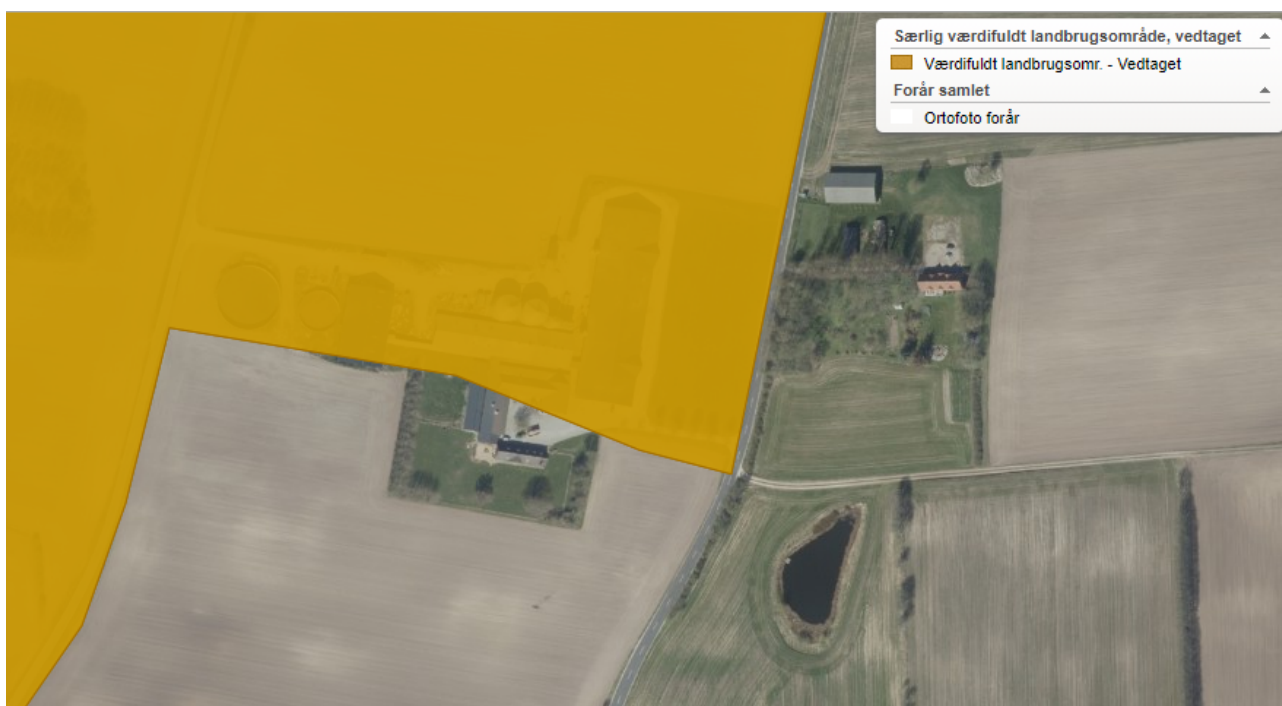 Særlig værdifuldt landbrugsområde, vedtaget
Værdifuldt landbrugsomr. - Vedtaget
Forår samlet
Ortofoto forår